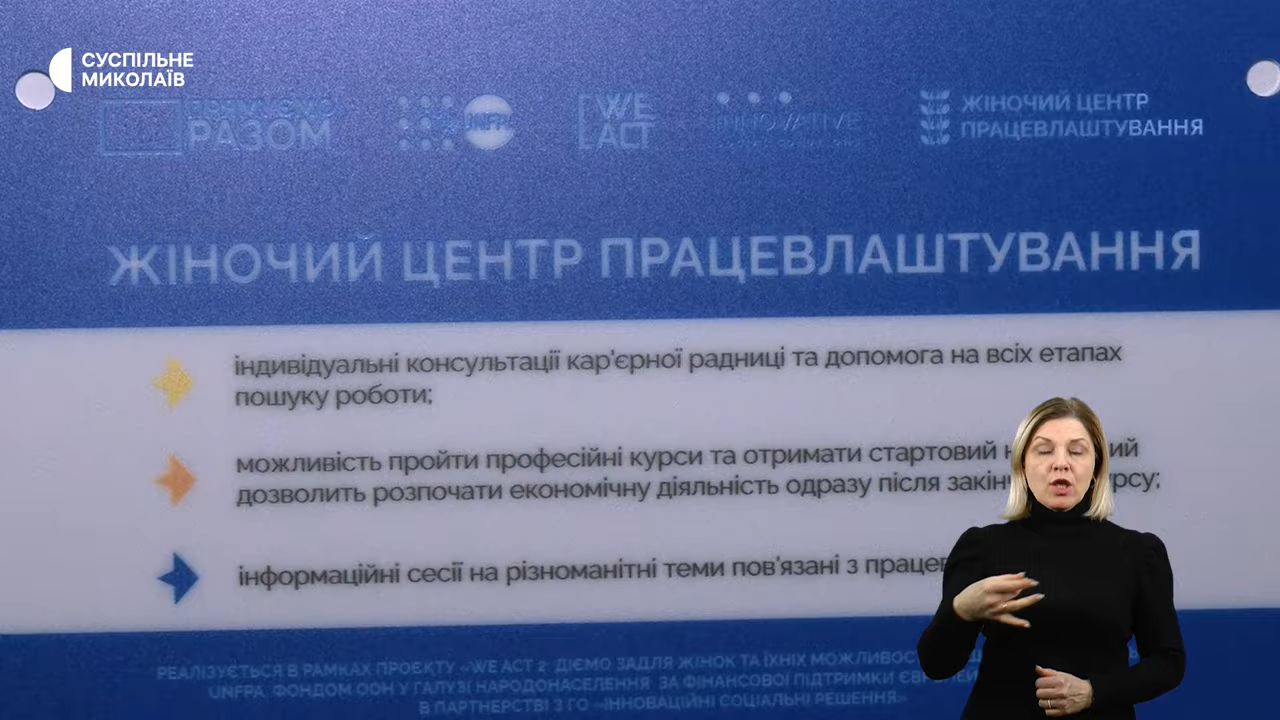 СУСПІЛЬНЕ
МИКОЛАЇВ
ПРЯМУЄМО
РАЗОМ
UNFPA
WE
ACT
INNOVATIVE
ЖІНОЧИЙ ЦЕНТР
ПРАЦЕВЛАШТУВАННЯ
ЖІНОЧИЙ ЦЕНТР ПРАЦЕВЛАШТУВАННЯ
індивідуальні консультації кар'єрної радниці та допомога на всіх етапах
пошуку роботи;
можливість пройти професійні курси та отримати стартовий
дозволить розпочати економічну діяльність одразу після
інформаційні сесії на різноманітні теми пов'язані з
РЕАЛІЗУЄТЬСЯ В РАМКАХ ПРОЄКТУ «WE ACT 2: ДІЄМО ЗАДЛЯ ЖІНОК ТА ЇХНІХ
UNFPA, ФОНДОМ ООН У ГАЛУЗІ НАРОДОНАСЕЛЕННЯ, ЗА ФІНАНСОВОЇ ПІДТРИМКИ
В ПАРТНЕРСТВІ З ГО «ІННОВАЦІЙНІ СОЦІАЛЬНІ РІШЕННЯ»